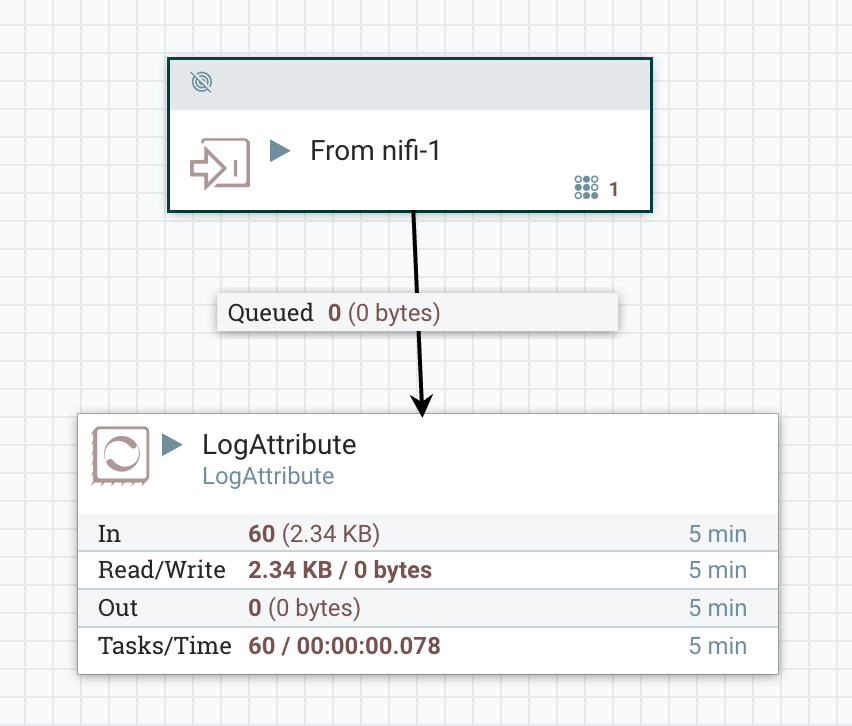 From nifi-1
1
Queued 0 (0 bytes)
LogAttribute
LogAttribute
In 60 (2.34 KB) 5 min
Read/Write 2.34 KB / 0 bytes 5 min
Out 0 (0 bytes) 5 min
Tasks/Time 60 / 00:00:00.078 5 min